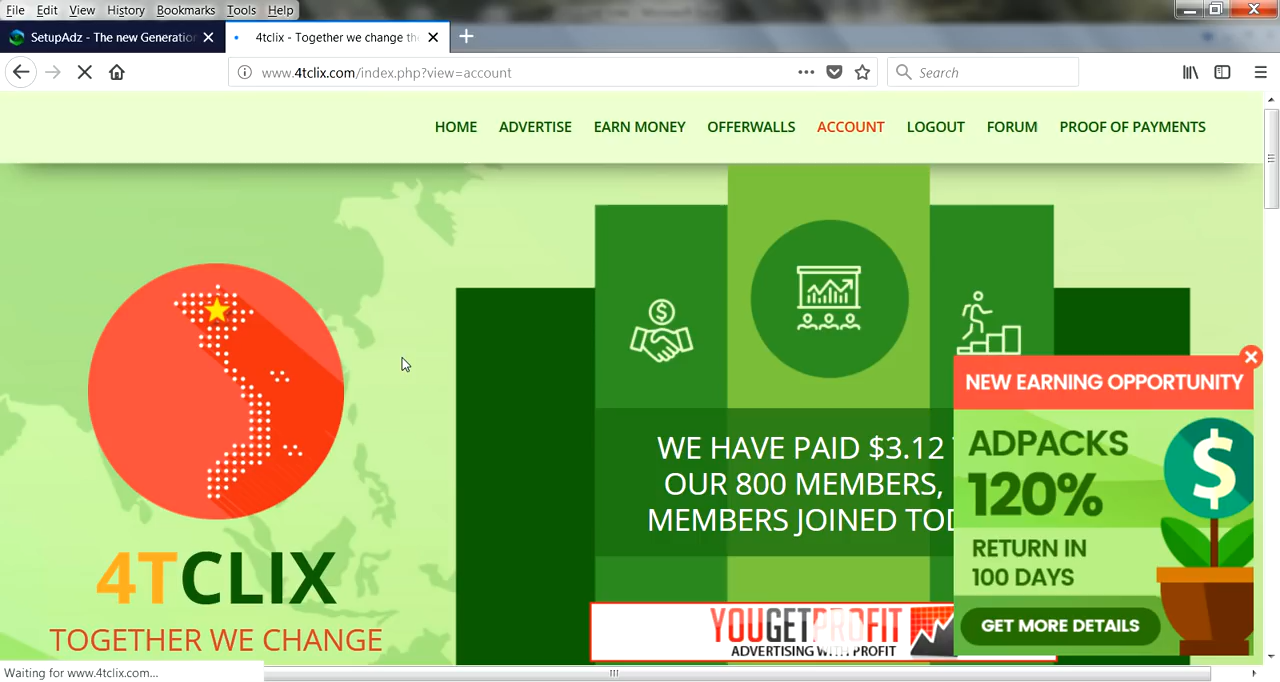 File Edit View History Bookmarks Tools Help
SetupAdz - The new Generatio
4tclix - Together we change the
www.4tclix.com/index.php?view=account
Search
HOME ADVERTISE EARN MONEY OFFERWALLS ACCOUNT LOGOUT FORUM PROOF OF PAYMENTS
WE HAVE PAID $3.12
OUR 800 MEMBERS,
MEMBERS JOINED TOD
4TCLIX
TOGETHER WE CHANGE
YOUGETPROFIT
ADVERTISING WITH PROFIT
NEW EARNING OPPORTUNITY
ADPACKS
120%
RETURN IN
100 DAYS
GET MORE DETAILS
Waiting for www.4tclix.com...